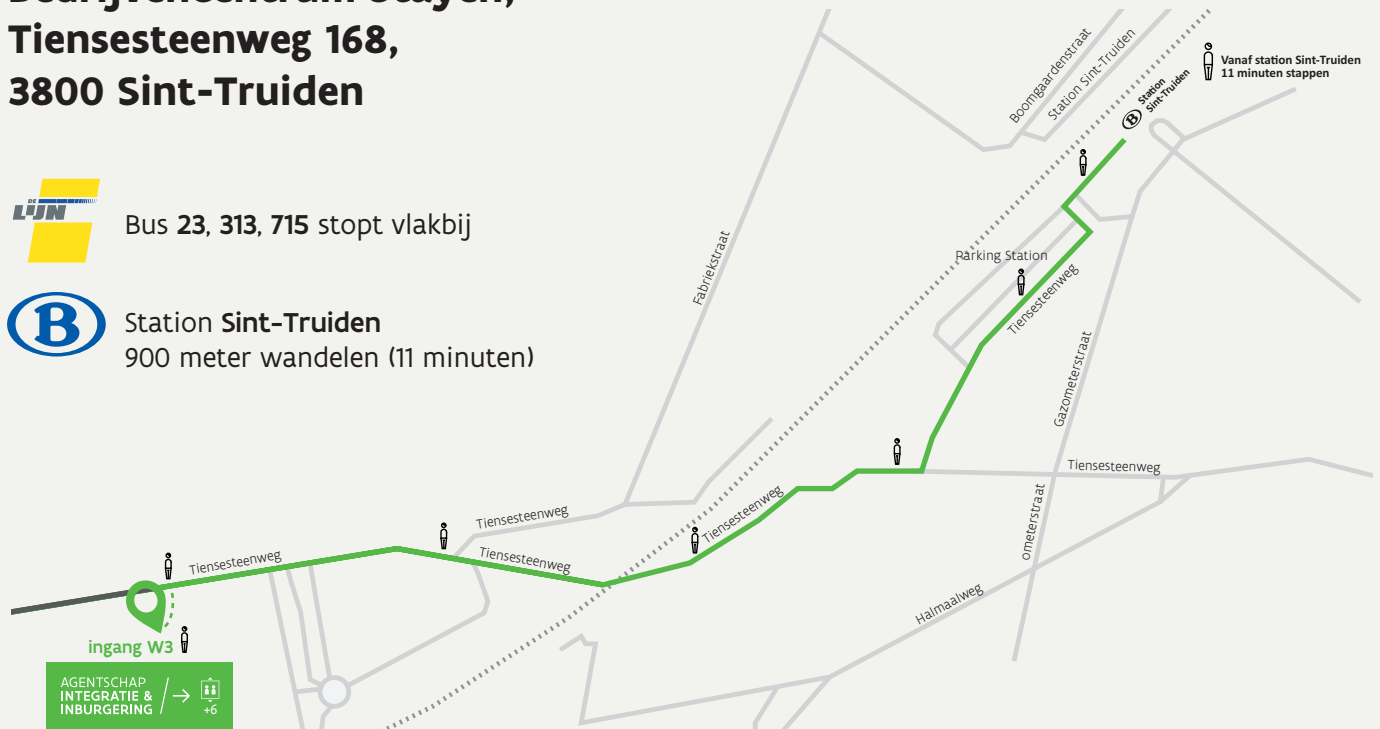 Tiensesteenweg 168,
3800 Sint-Truiden
DE
LIJN
Bus 23, 313, 715 stopt vlakbij
B
Station Sint-Truiden
900 meter wandelen (11 minuten)
Boomgaardenstraat
Station Sint-Truiden
B
Station
Sint-Truiden
Vanaf station Sint-Truiden
11 minuten stappen
Fabriekstraat
Parking Station
Tiensesteenweg
Gazometerstraat
Tiensesteenweg
ometerstraat
Tiensesteenweg
Tiensesteenweg
Tiensesteenweg
Tiensesteenweg
Halmaalweg
ingang W3
AGENTSCHAP
INTEGRATIE &
INBURGERING
+6